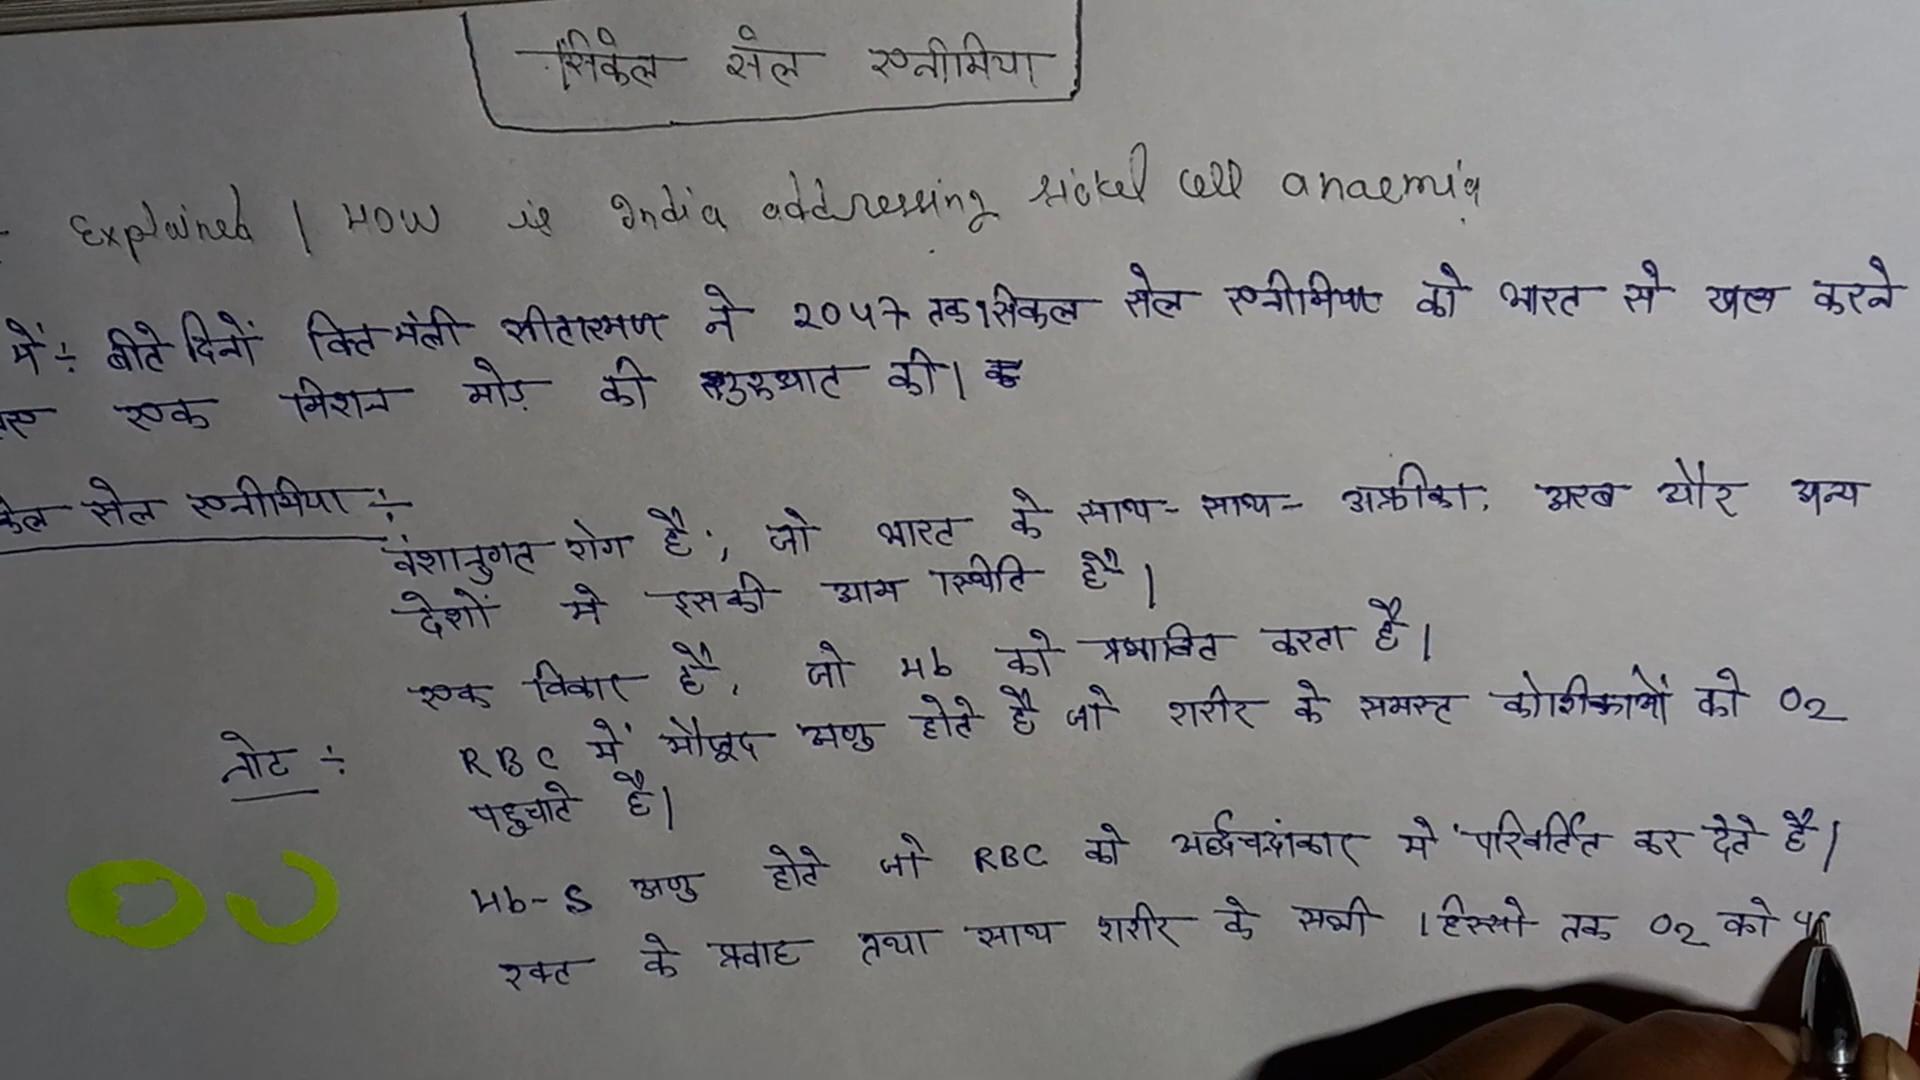 सिकेल सेल एनीमिया
Explained / HOW is India addressing sickel cell anaemia
में ÷ बीते दिनों वित मंत्री सीतारमण ने 2047 तक सिकल सेल एनीमिया को भारत से खत्म करने
एक मिशन मोड़ की शुरुआत की।
सेल एनीमिया ÷
वंशानुगत रोग है, जो भारत के साथ-साथ- अफ्रीका, अरब और अन्य
देशों मे इसकी आम स्थिति है।
एक विकार है, जो Hb को प्रभावित करता है।
नोट ÷ RBC में मौजूद अणु होते है जो शरीर के समस्त कोशिकाओं को O2
पहुचाते है।
Hb-S अणु होते जो RBC को अर्द्धचन्द्रांकार मे परिवर्तित कर देते है।
रक्त के प्रवाह तथा साथ शरीर के सभी हिस्सो तक O2 को